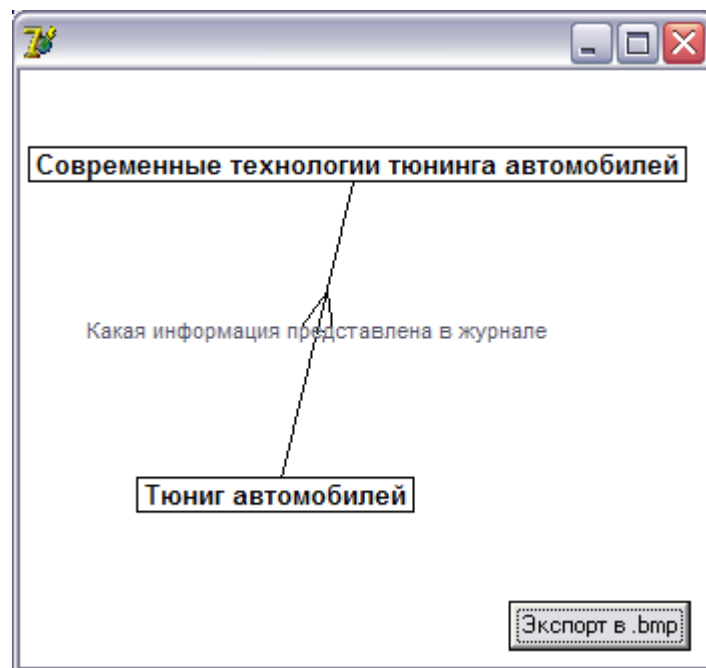 Современные технологии тюнинга автомобилей
Какая информация представлена в журнале
Тюниг автомобилей
Экспорт в .bmp